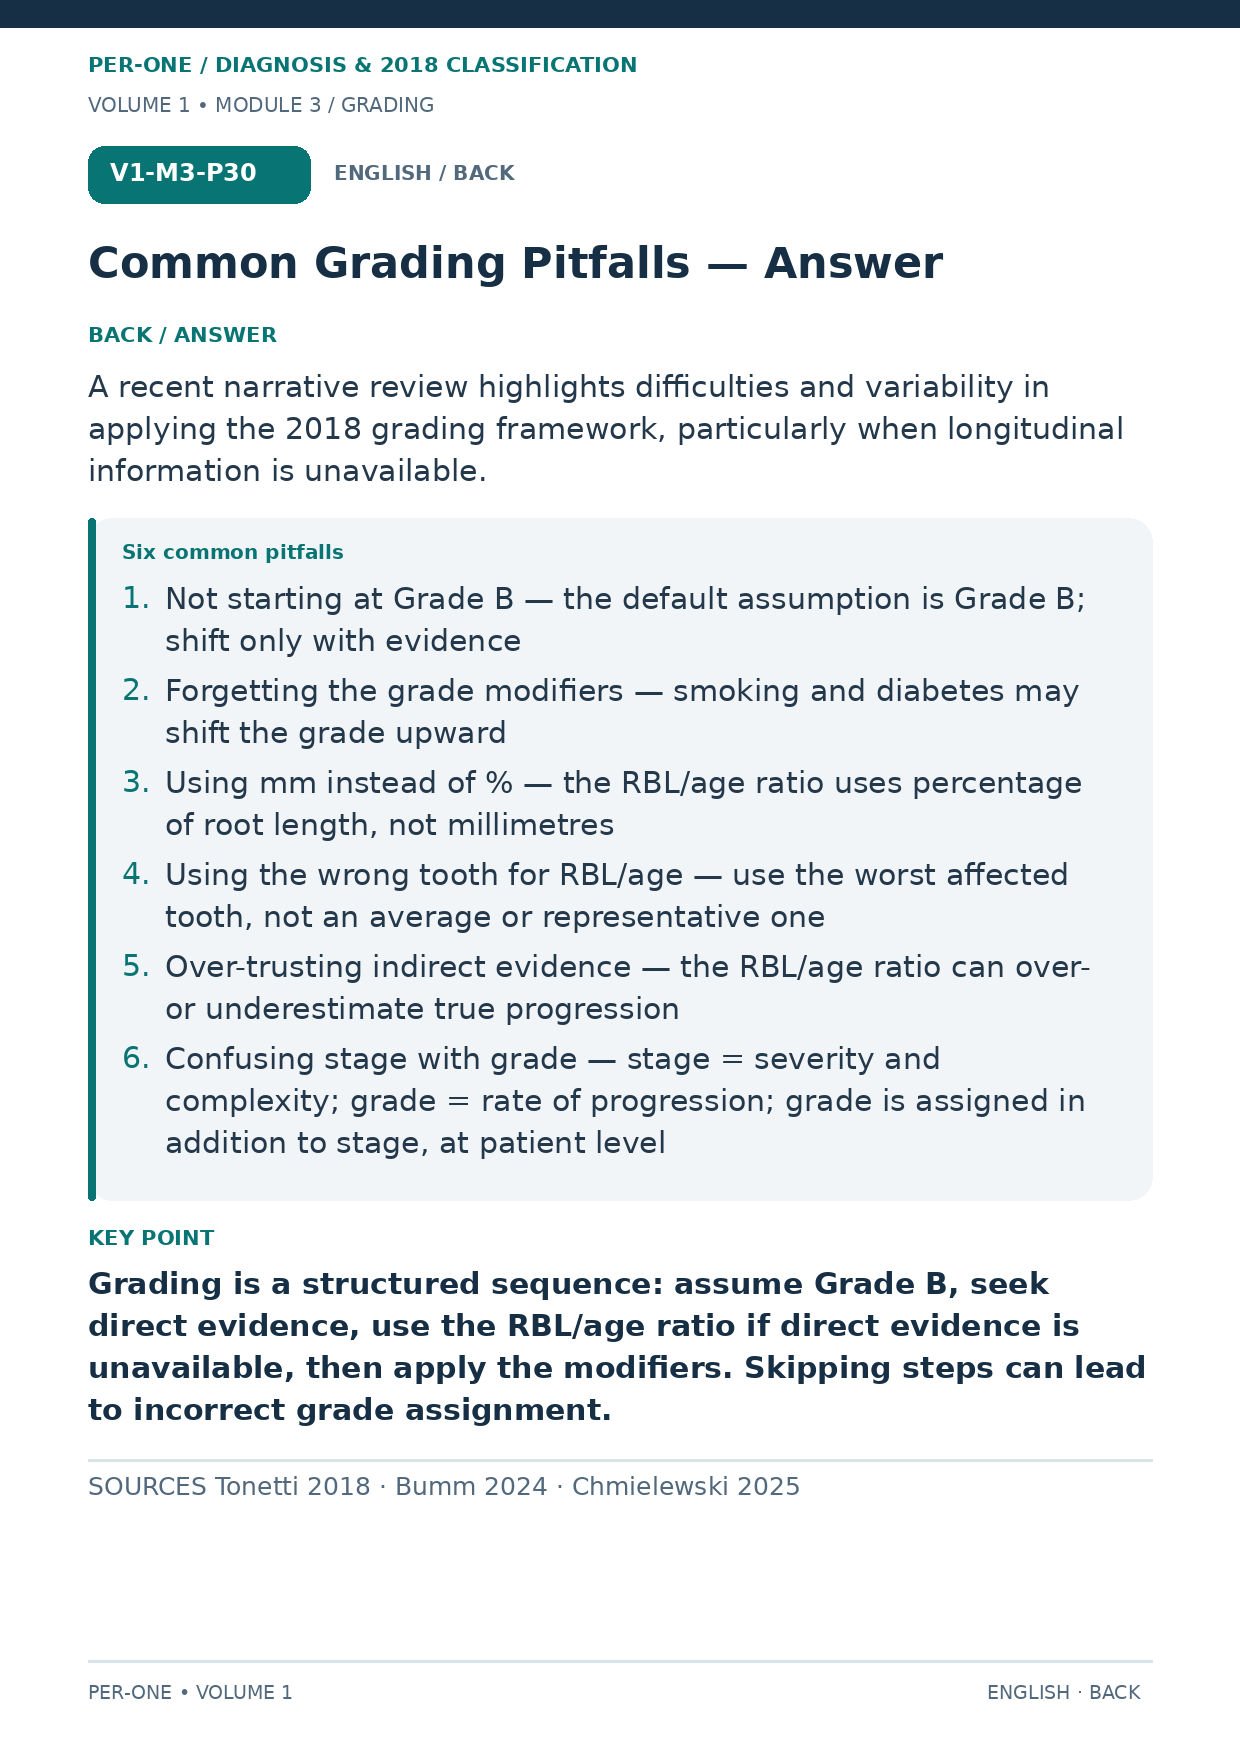 PER-ONE / DIAGNOSIS & 2018 CLASSIFICATION
VOLUME 1 • MODULE 3 / GRADING
V1-M3-P30
ENGLISH / BACK
Common Grading Pitfalls — Answer
BACK / ANSWER
A recent narrative review highlights difficulties and variability in
applying the 2018 grading framework, particularly when longitudinal
information is unavailable.
Six common pitfalls
1. Not starting at Grade B — the default assumption is Grade B;
shift only with evidence
2. Forgetting the grade modifiers — smoking and diabetes may
shift the grade upward
3. Using mm instead of % — the RBL/age ratio uses percentage
of root length, not millimetres
4. Using the wrong tooth for RBL/age — use the worst affected
tooth, not an average or representative one
5. Over-trusting indirect evidence — the RBL/age ratio can over-
or underestimate true progression
6. Confusing stage with grade — stage = severity and
complexity; grade = rate of progression; grade is assigned in
addition to stage, at patient level
KEY POINT
Grading is a structured sequence: assume Grade B, seek
direct evidence, use the RBL/age ratio if direct evidence is
unavailable, then apply the modifiers. Skipping steps can lead
to incorrect grade assignment.
SOURCES Tonetti 2018 · Bumm 2024 · Chmielewski 2025
PER-ONE • VOLUME 1
ENGLISH · BACK